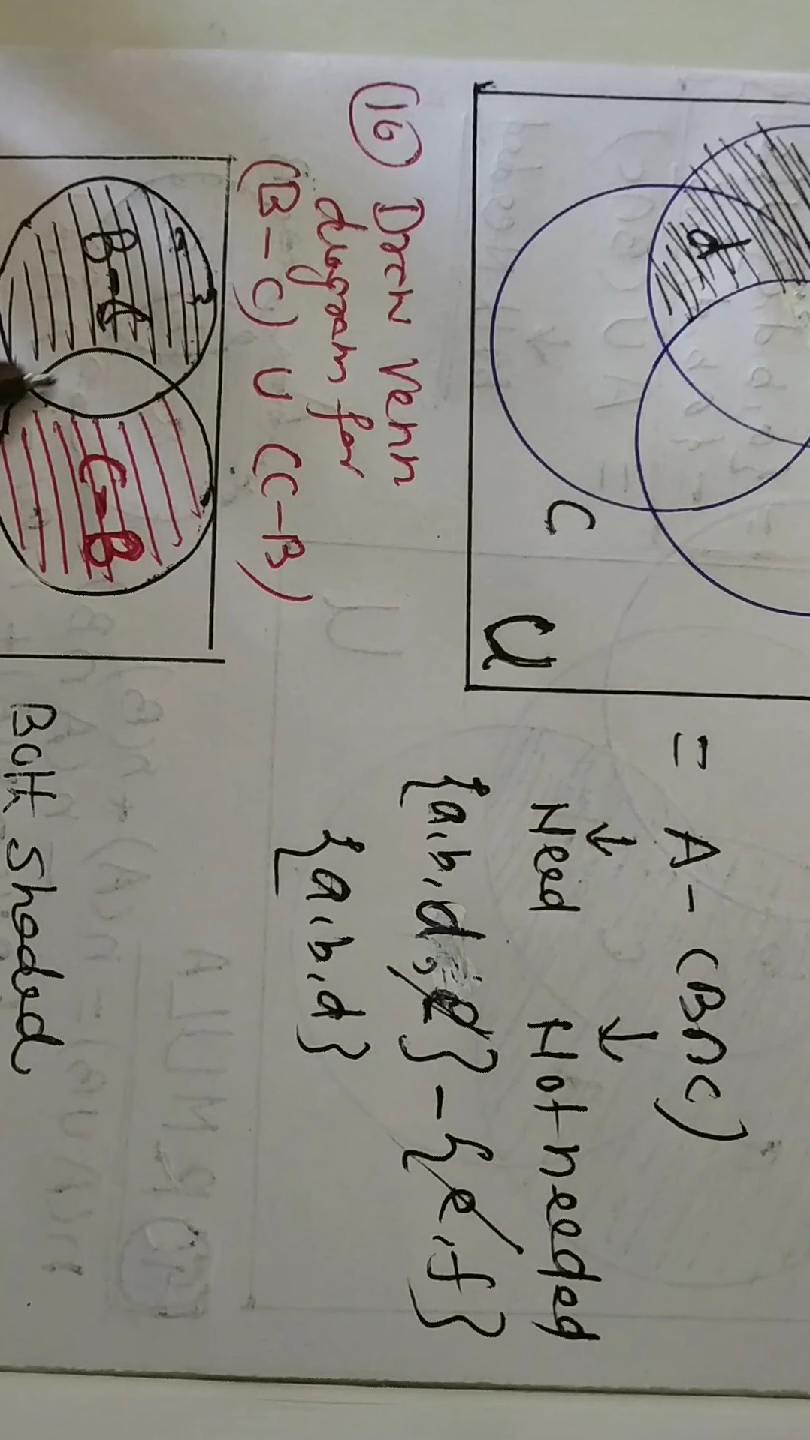 d
C
U
= A - (B∩C)
↓ ↓
Need Not needed
{a,b,d,e} - {e,f}
{a,b,d}
(16) Draw Venn
diagram for
(B - C) U (C - B)
B-C
C-B
Both Shaded